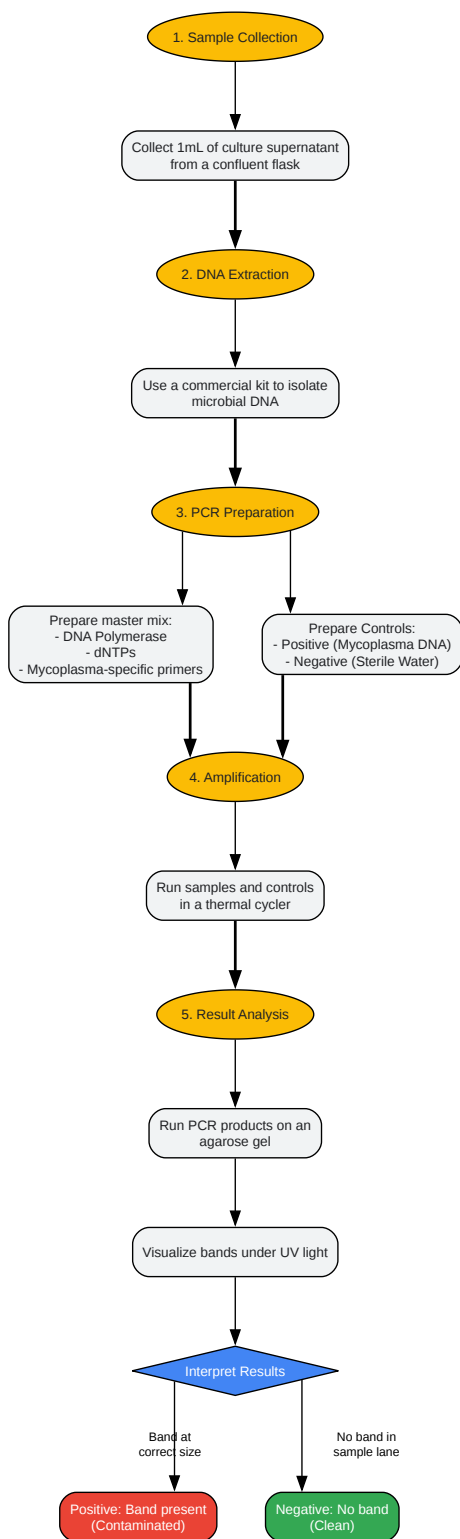 1. Sample Collection
Collect 1mL of culture supernatant
from a confluent flask
2. DNA Extraction
Use a commercial kit to isolate
microbial DNA
3. PCR Preparation
Prepare master mix:
- DNA Polymerase
- dNTPs
- Mycoplasma-specific primers
Prepare Controls:
- Positive (Mycoplasma DNA)
- Negative (Sterile Water)
4. Amplification
Run samples and controls
in a thermal cycler
5. Result Analysis
Run PCR products on an
agarose gel
Visualize bands under UV light
Interpret Results
Band at
correct size
No band in
sample lane
Positive: Band present
(Contaminated)
Negative: No band
(Clean)